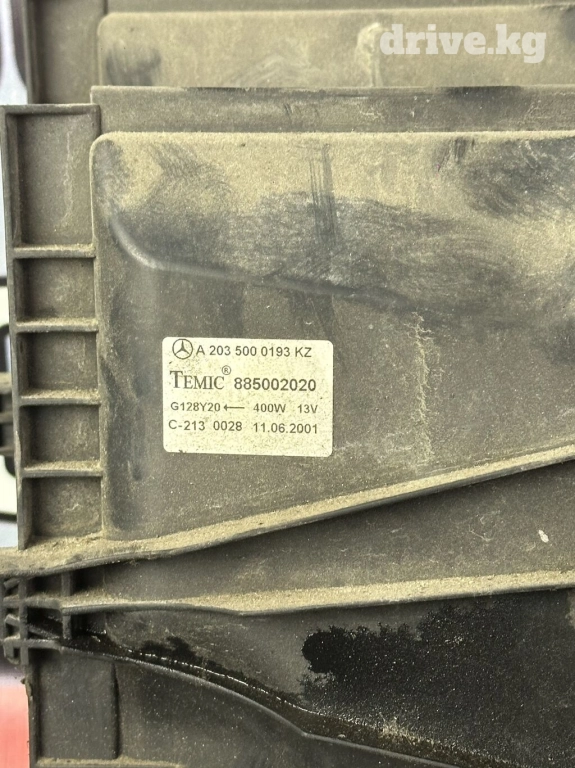 drive.kg
A 203 500 0193 KZ
TEMIC® 885002020
G128Y20 ← 400W 13V
C-213 0028 11.06.2001